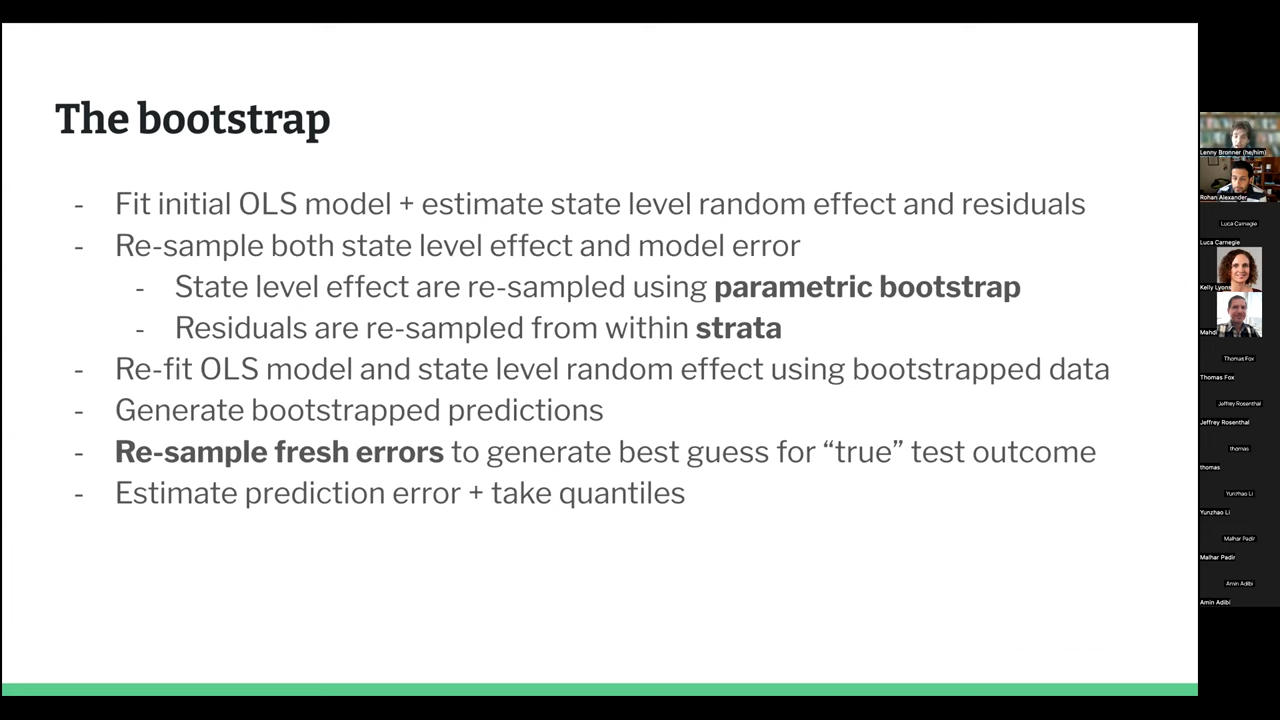 The bootstrap
- Fit initial OLS model + estimate state level random effect and residuals
- Re-sample both state level effect and model error
- State level effect are re-sampled using parametric bootstrap
- Residuals are re-sampled from within strata
- Re-fit OLS model and state level random effect using bootstrapped data
- Generate bootstrapped predictions
- Re-sample fresh errors to generate best guess for “true” test outcome
- Estimate prediction error + take quantiles
Lenny Bronner (he/him)
Rohan Alexander
Luca Carnegie
Luca Carnegie
Kelly Lyons
Mahdi
Thomas Fox
Thomas Fox
Jeffrey Rosenthal
Jeffrey Rosenthal
thomas
thomas
Yunzhao Li
Yunzhao Li
Malhar Padir
Malhar Padir
Amin Adibi
Amin Adibi